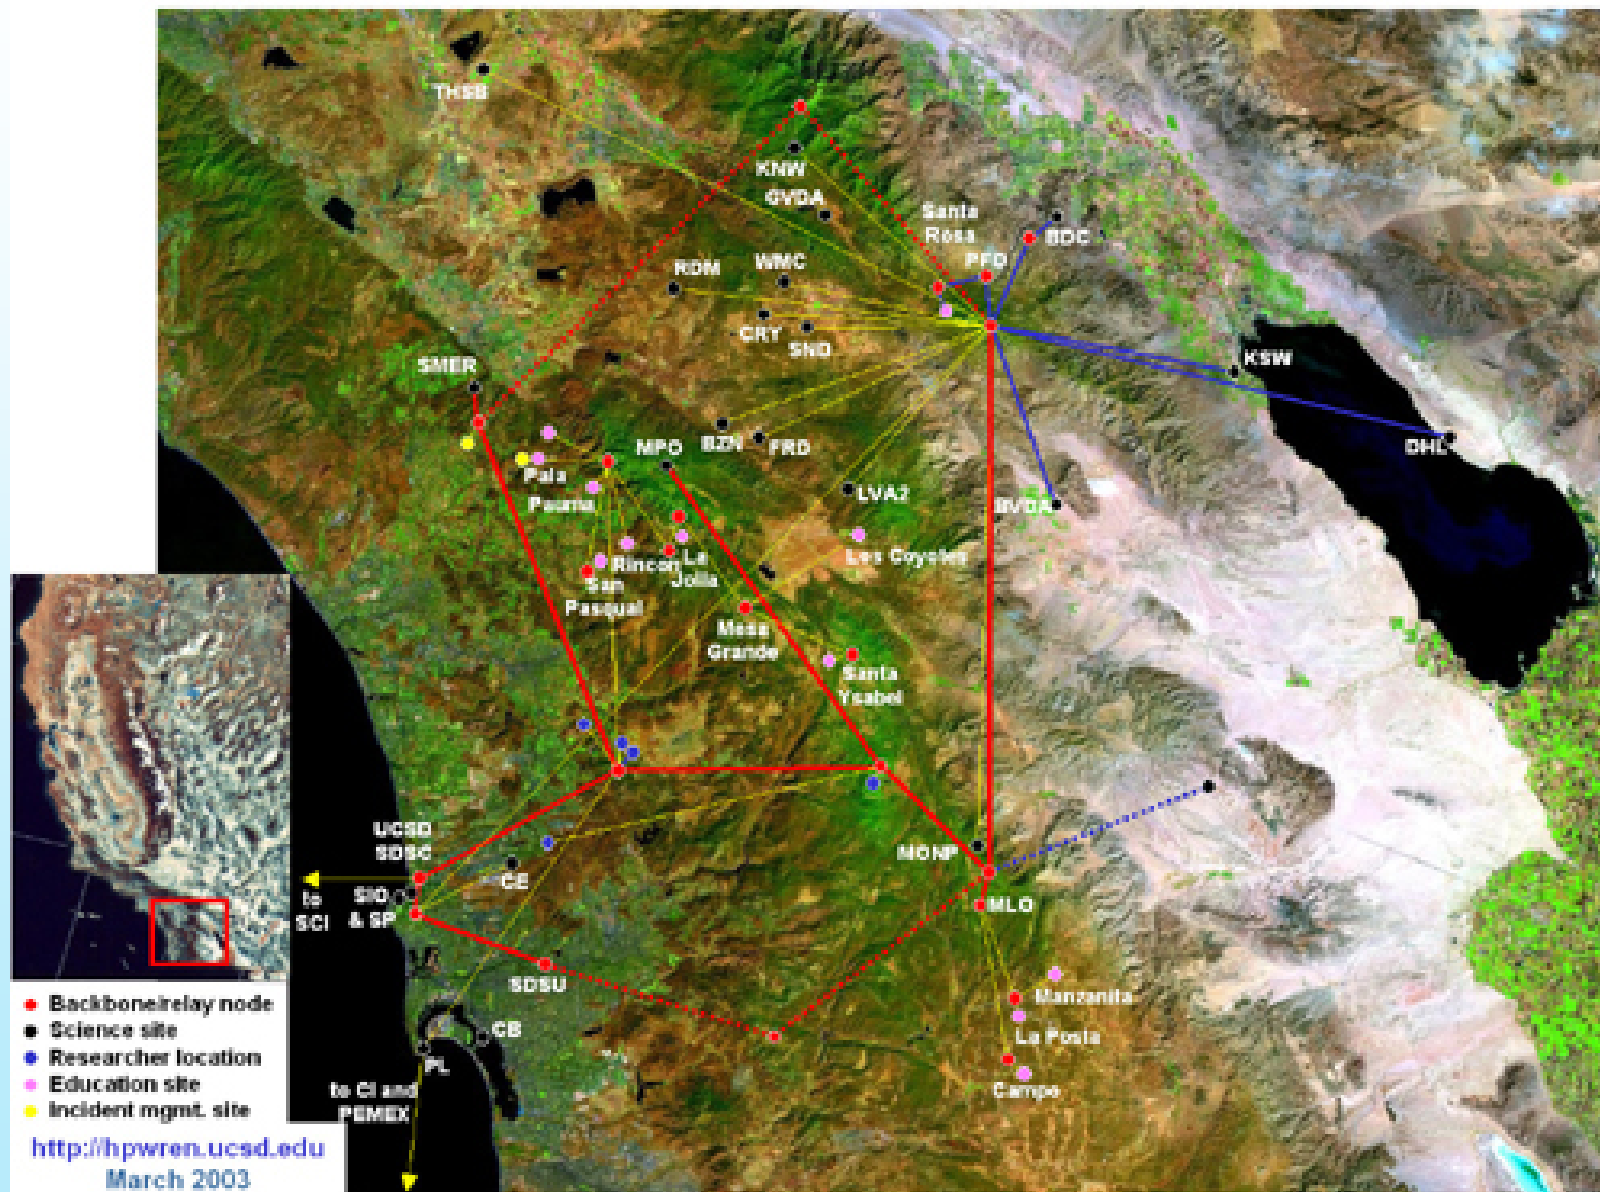 THSB
KNW
GVDA
Santa
Rosa
BDC
PFO
RDM
WMC
CRY
SND
KSW
SMER
DHL
MPO
BZN
FRD
Pala
Pauma
LVA2
BVDA
Los Coyotes
Rincon
La
Jolla
San
Pasqual
Mesa
Grande
Santa
Ysabel
UCSD
SDSC
MONP
CE
to
SCI
SIO
& SP
MLO
SDSU
Manzanita
CB
La Posta
PL
Campo
to CI and
PEMEX
Backbone/relay node
Science site
Researcher location
Education site
Incident mgmt. site
http://hpwren.ucsd.edu
March 2003